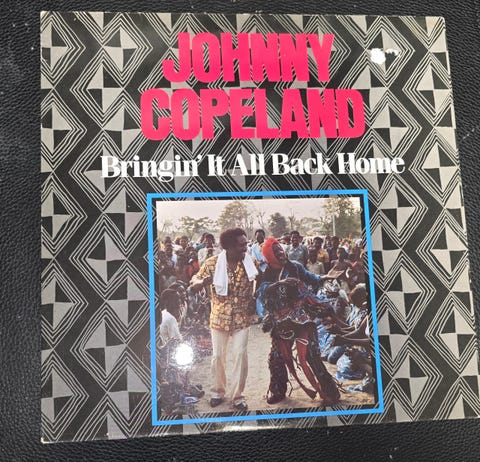 JOHNNY
COPELAND
Bringin' It All Back Home